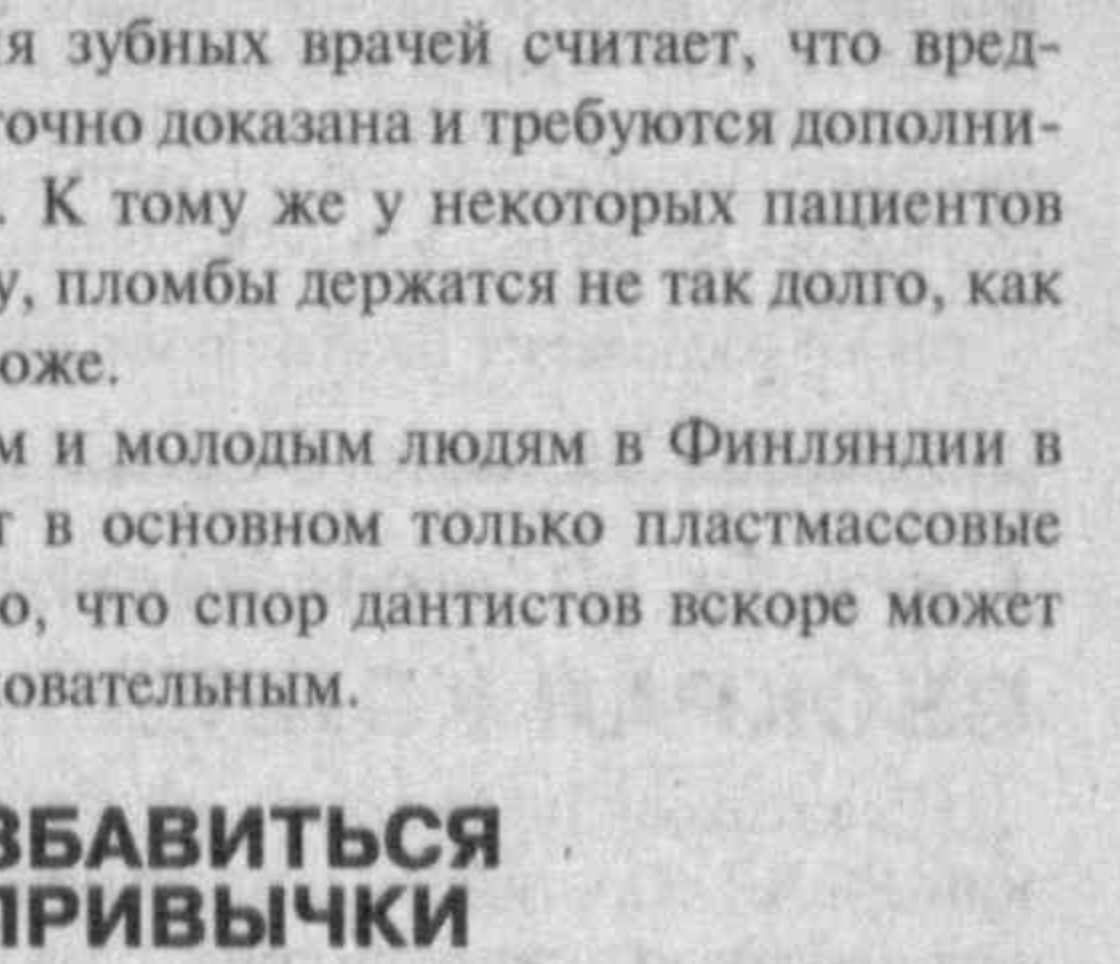 я зубных врачей считает, что вред-
точно доказана и требуются дополни-
. К тому же у некоторых пациентов
у, пломбы держатся не так долго, как
оже.
м и молодым людям в Финляндии в
т в основном только пластмассовые
о, что спор дантистов вскоре может
овательным.
ЗБАВИТЬСЯ
ПРИВЫЧКИ